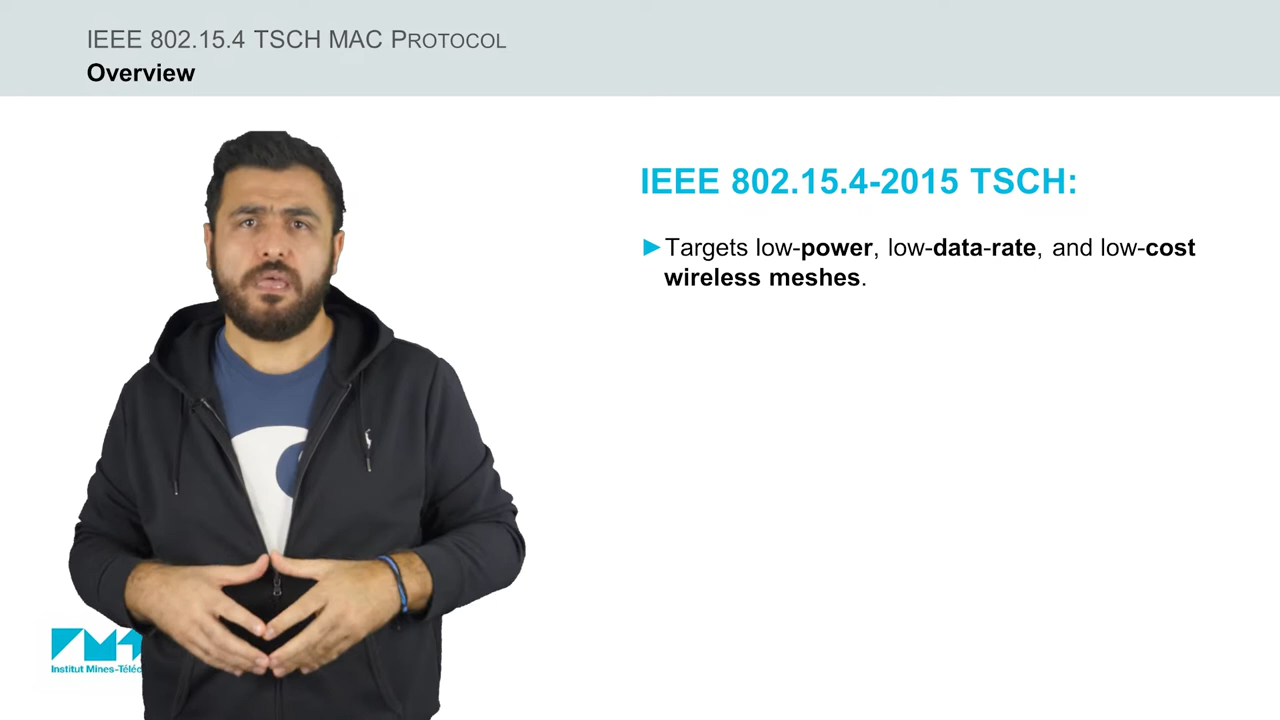 IEEE 802.15.4 TSCH MAC PROTOCOL
Overview
IEEE 802.15.4-2015 TSCH:
►Targets low-power, low-data-rate, and low-cost
wireless meshes.
Institut Mines-Téléc